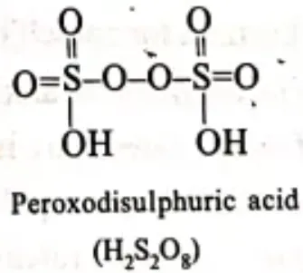 O O
O=S–O–O–S=O
OH OH
Peroxodisulphuric acid
(H₂S₂O₈)